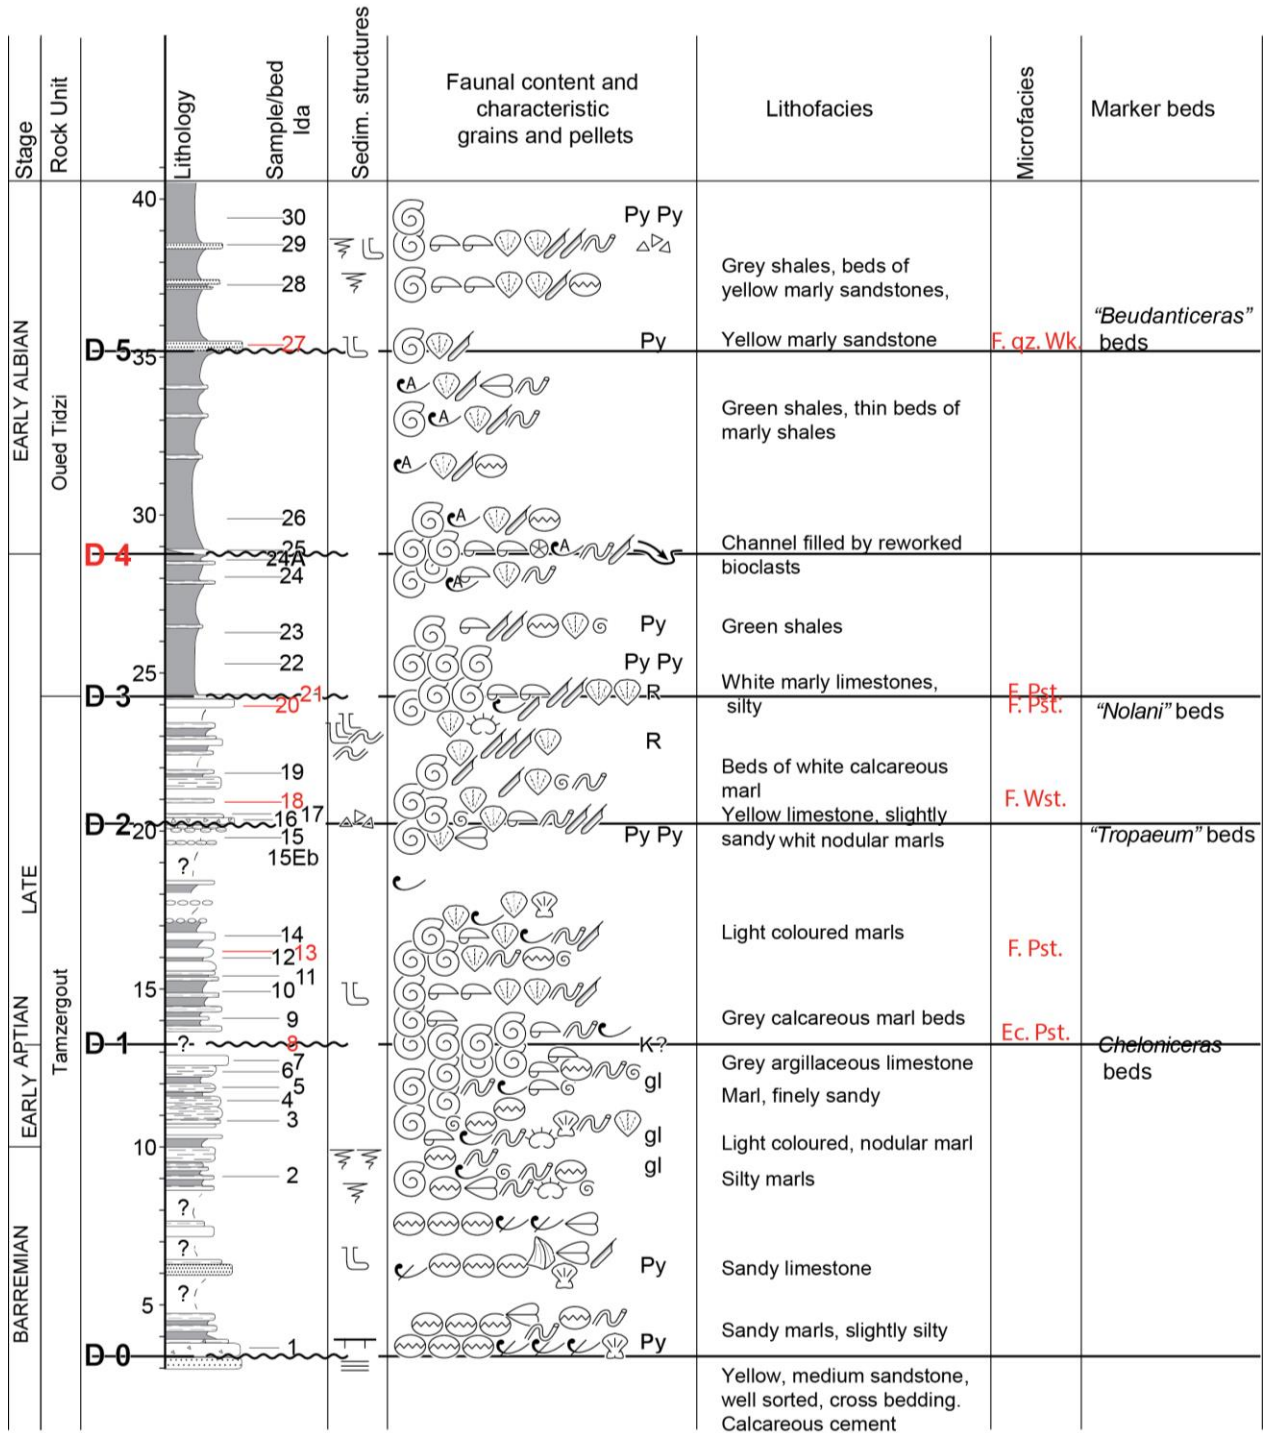 Stage
Rock Unit
Lithology
Sample/bed
Ida
Sedim. structures
Faunal content and
characteristic
grains and pellets
Lithofacies
Microfacies
Marker beds
EARLY ALBIAN
LATE
EARLY APTIAN
BARREMIAN
Oued Tidzi
Tamzergout
40
30
Py Py
29
28
Grey shales, beds of
yellow marly sandstones,
"Beudanticeras"
beds
D 5
35
27
Py
Yellow marly sandstone
F. qz. Wk.
A
Green shales, thin beds of
marly shales
A
A
30
26
A
D 4
25
A
Channel filled by reworked
bioclasts
24A
24
A
23
Py
Green shales
22
Py Py
25
D 3
21
R
White marly limestones,
silty
F. Pst.
20
F. Pst.
"Nolani" beds
R
19
Beds of white calcareous
marl
18
F. Wst.
17
16
Yellow limestone, slightly
sandy whit nodular marls
D 2
20
15
Py Py
"Tropaeum" beds
15Eb
?
14
Light coloured marls
13
12
F. Pst.
11
15
10
9
Grey calcareous marl beds
Ec. Pst.
D 1
?
8
K?
Cheloniceras
beds
7
Grey argillaceous limestone
6
gl
5
Marl, finely sandy
4
3
gl
Light coloured, nodular marl
10
gl
2
Silty marls
?
?
Py
Sandy limestone
?
5
Sandy marls, slightly silty
1
Py
D 0
Yellow, medium sandstone,
well sorted, cross bedding.
Calcareous cement